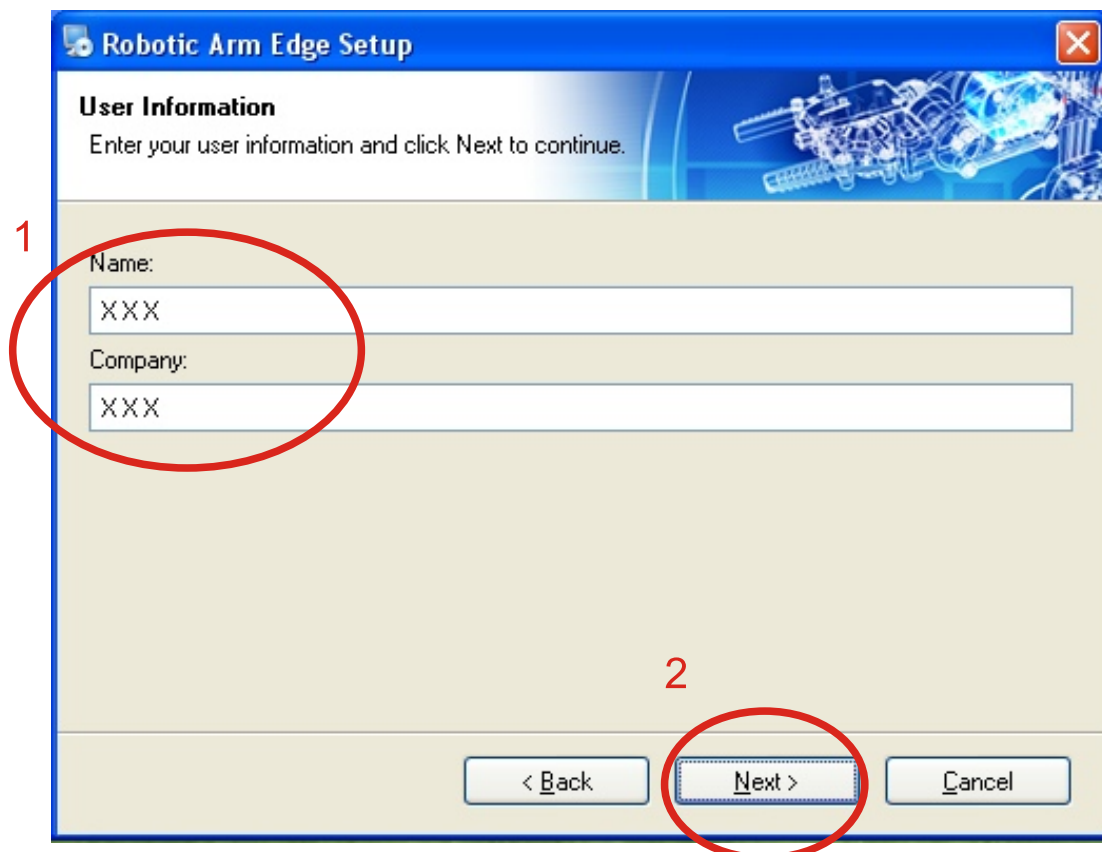 Robotic Arm Edge Setup
User Information
Enter your user information and click Next to continue.
1
Name:
XXX
Company:
XXX
2
< Back
Next >
Cancel